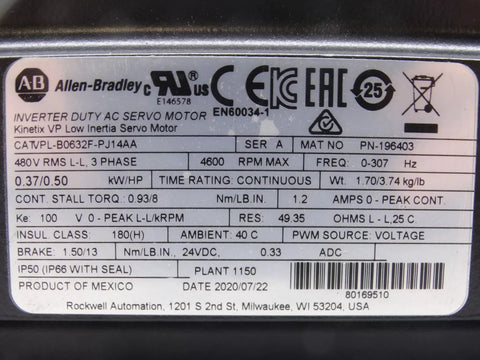 AB Allen-Bradley c UR US CE EAC 25
E146578
EN60034-1
INVERTER DUTY AC SERVO MOTOR
Kinetix VP Low Inertia Servo Motor
CAT.VPL-B0632F-PJ14AA SER A PN-196403
480V RMS L-L, 3 PHASE 4600 RPM MAX FREQ: 0-307 Hz
0.37/0.50 kW/HP TIME RATING: CONTINUOUS Wt. 1.70/3.74 kg/lb
CONT. STALL TORQ.: 0.93/8 Nm/LB.IN. 1.2 AMPS 0-PEAK CONT.
Ke: 100 V 0-PEAK L-L/kRPM RES: 49.35 OHMS L-L,25 C.
INSUL CLASS: 180(H) AMBIENT: 40 C PWM SOURCE: VOLTAGE
BRAKE: 1.50/13 Nm/LB.IN., 24VDC, 0.33 ADC
IP50 (IP66 WITH SEAL) PLANT 1150
PRODUCT OF MEXICO DATE 2020/07/22 80169510
Rockwell Automation, 1201 S 2nd St, Milwaukee, WI 53204, USA